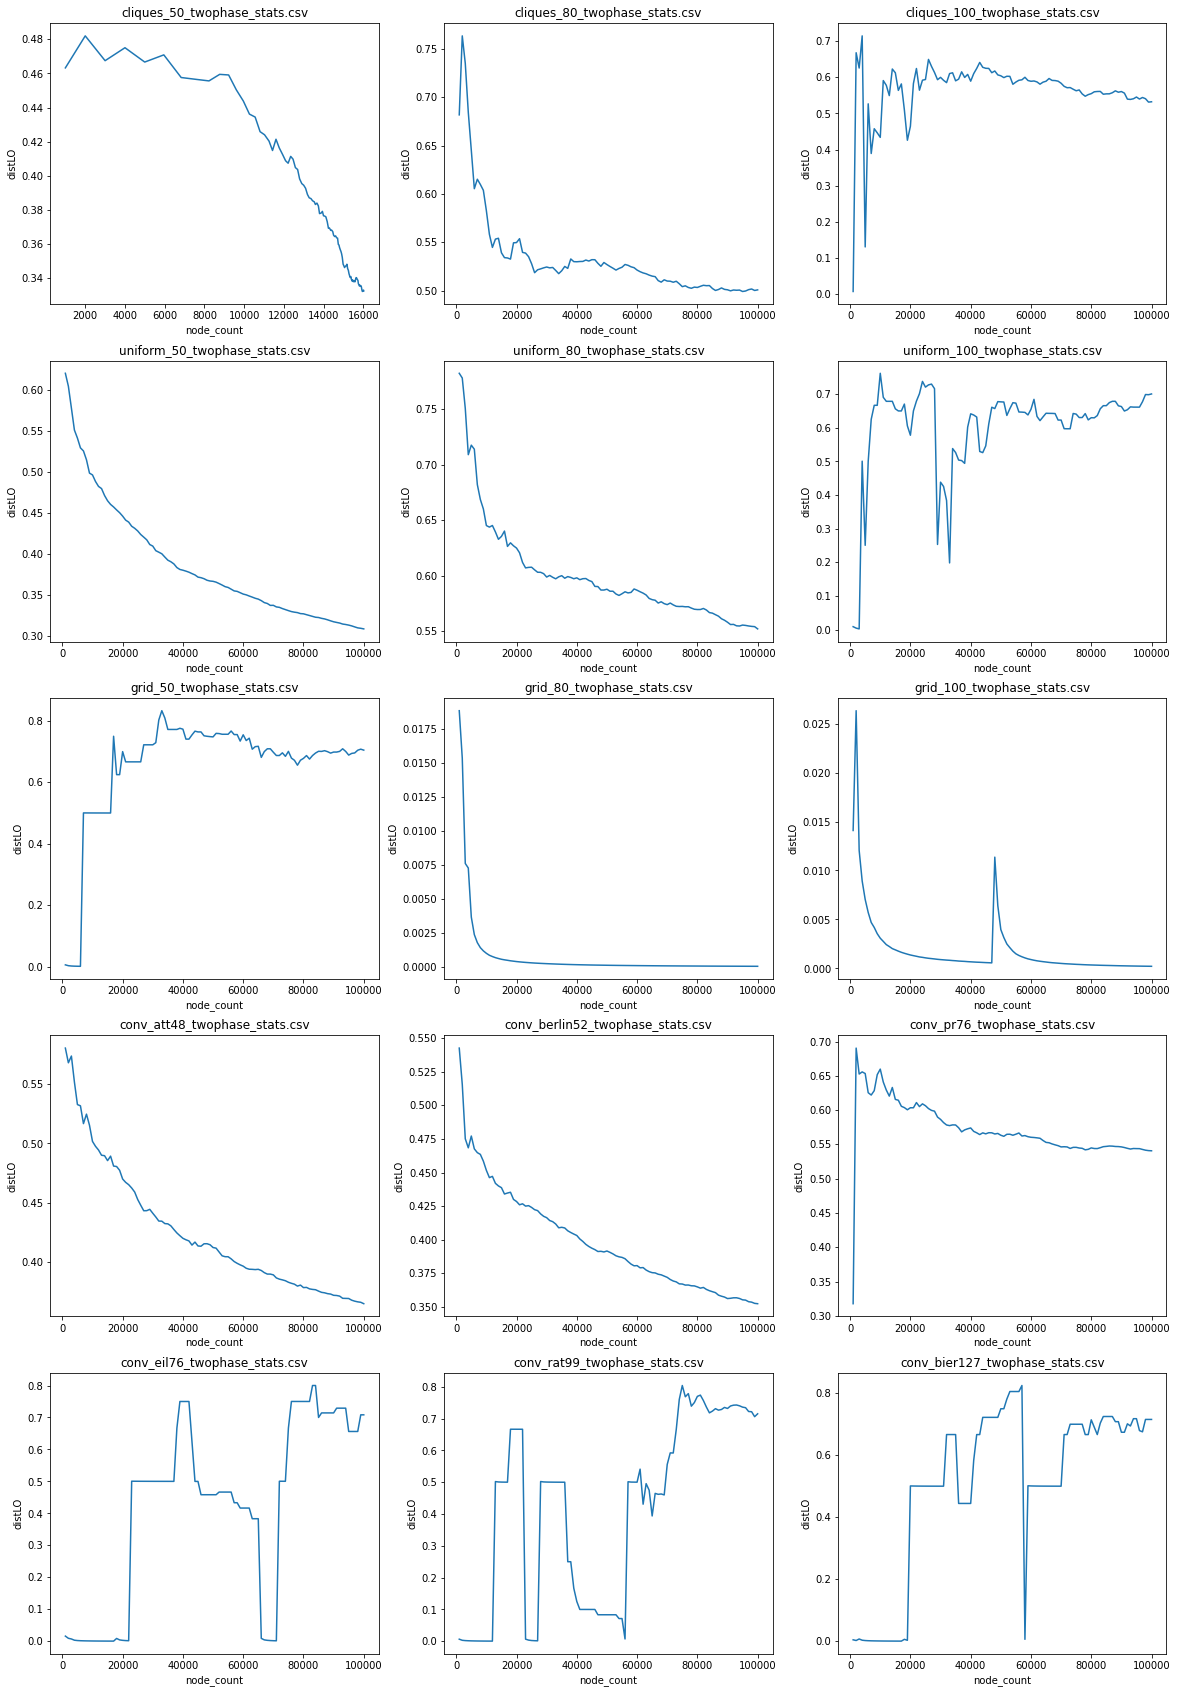 cliques_50_twophase_stats.csv
0.48
0.46
0.44
0.42
0.40
0.38
0.36
0.34
distLO
2000 4000 6000 8000 10000 12000 14000 16000
node_count
cliques_80_twophase_stats.csv
0.75
0.70
0.65
0.60
0.55
0.50
distLO
0 20000 40000 60000 80000 100000
node_count
cliques_100_twophase_stats.csv
0.7
0.6
0.5
0.4
0.3
0.2
0.1
0.0
distLO
0 20000 40000 60000 80000 100000
node_count
uniform_50_twophase_stats.csv
0.60
0.55
0.50
0.45
0.40
0.35
0.30
distLO
0 20000 40000 60000 80000 100000
node_count
uniform_80_twophase_stats.csv
0.75
0.70
0.65
0.60
0.55
distLO
0 20000 40000 60000 80000 100000
node_count
uniform_100_twophase_stats.csv
0.7
0.6
0.5
0.4
0.3
0.2
0.1
0.0
distLO
0 20000 40000 60000 80000 100000
node_count
grid_50_twophase_stats.csv
0.8
0.6
0.4
0.2
0.0
distLO
0 20000 40000 60000 80000 100000
node_count
grid_80_twophase_stats.csv
0.0175
0.0150
0.0125
0.0100
0.0075
0.0050
0.0025
0.0000
distLO
0 20000 40000 60000 80000 100000
node_count
grid_100_twophase_stats.csv
0.025
0.020
0.015
0.010
0.005
0.000
distLO
0 20000 40000 60000 80000 100000
node_count
conv_att48_twophase_stats.csv
0.55
0.50
0.45
0.40
distLO
0 20000 40000 60000 80000 100000
node_count
conv_berlin52_twophase_stats.csv
0.550
0.525
0.500
0.475
0.450
0.425
0.400
0.375
0.350
distLO
0 20000 40000 60000 80000 100000
node_count
conv_pr76_twophase_stats.csv
0.70
0.65
0.60
0.55
0.50
0.45
0.40
0.35
0.30
distLO
0 20000 40000 60000 80000 100000
node_count
conv_eil76_twophase_stats.csv
0.8
0.7
0.6
0.5
0.4
0.3
0.2
0.1
0.0
distLO
0 20000 40000 60000 80000 100000
node_count
conv_rat99_twophase_stats.csv
0.8
0.7
0.6
0.5
0.4
0.3
0.2
0.1
0.0
distLO
0 20000 40000 60000 80000 100000
node_count
conv_bier127_twophase_stats.csv
0.8
0.6
0.4
0.2
0.0
distLO
0 20000 40000 60000 80000 100000
node_count